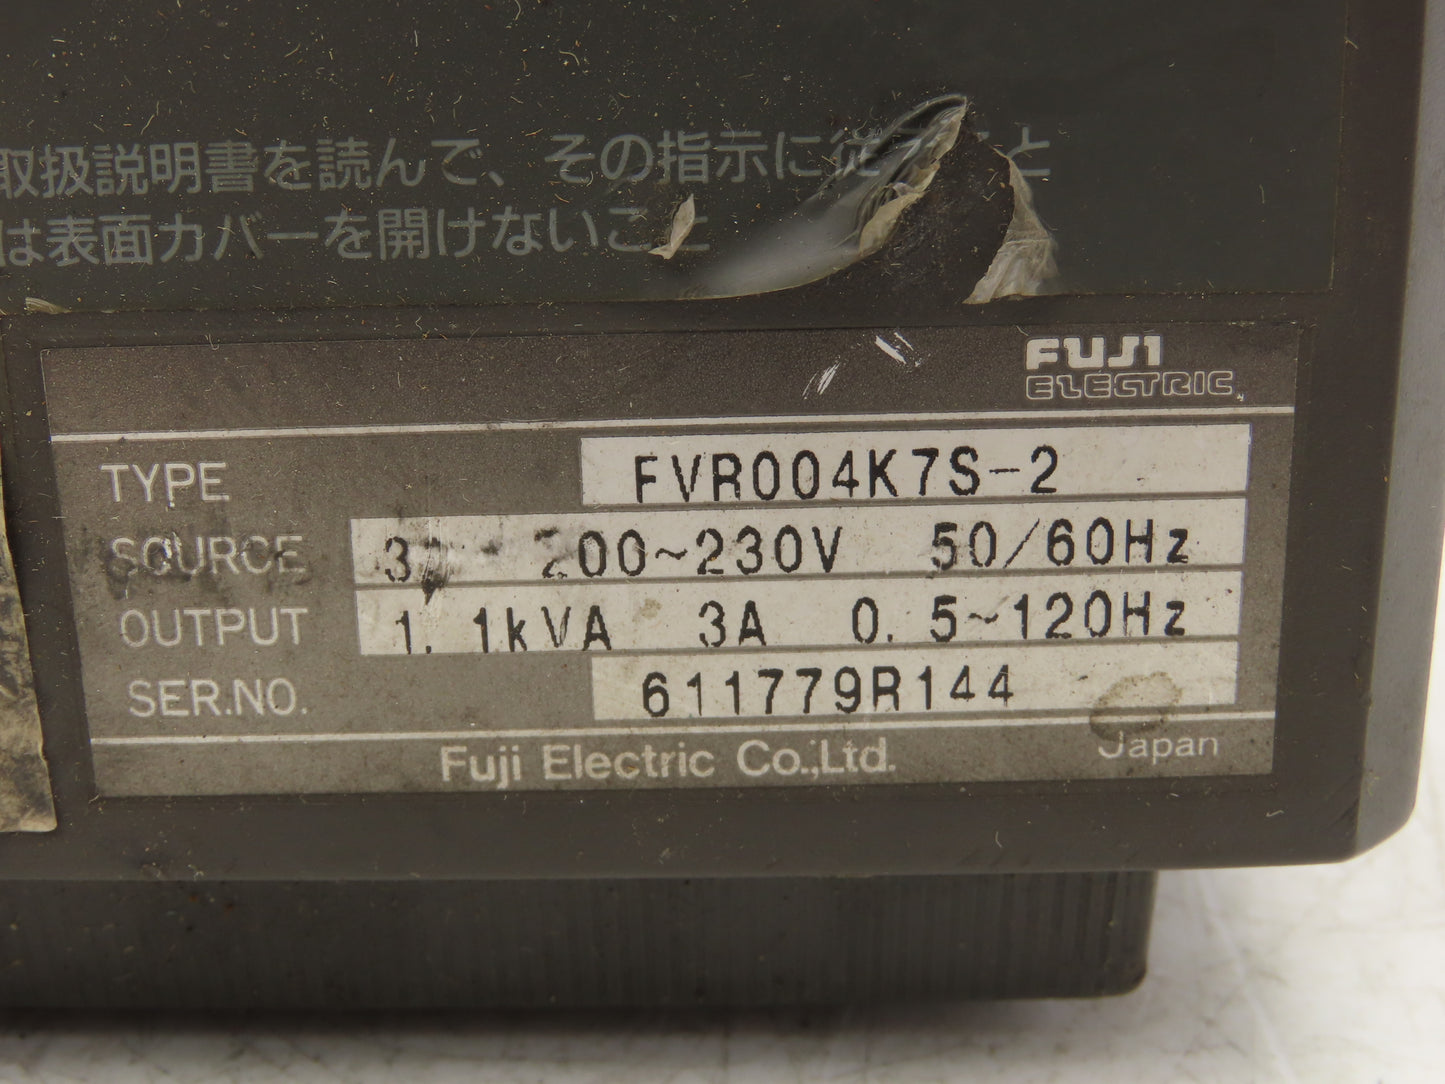 取扱説明書を読んで、その指示に従うこと
は表面カバーを開けないこと
FUJI
ELECTRIC
TYPE FVR004K7S-2
SOURCE 3 200~230V 50/60Hz
OUTPUT 1.1kVA 3A 0.5~120Hz
SER.NO. 611779R144
Fuji Electric Co.,Ltd. Japan